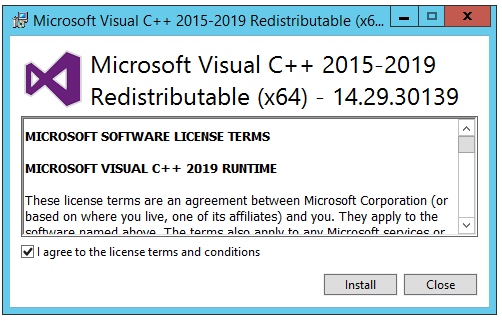 Microsoft Visual C++ 2015-2019 Redistributable (x6...
Microsoft Visual C++ 2015-2019
Redistributable (x64) - 14.29.30139
MICROSOFT SOFTWARE LICENSE TERMS
MICROSOFT VISUAL C++ 2019 RUNTIME
These license terms are an agreement between Microsoft Corporation (or
based on where you live, one of its affiliates) and you. They apply to the
software named above. The terms also apply to any Microsoft services or
I agree to the license terms and conditions
Install
Close